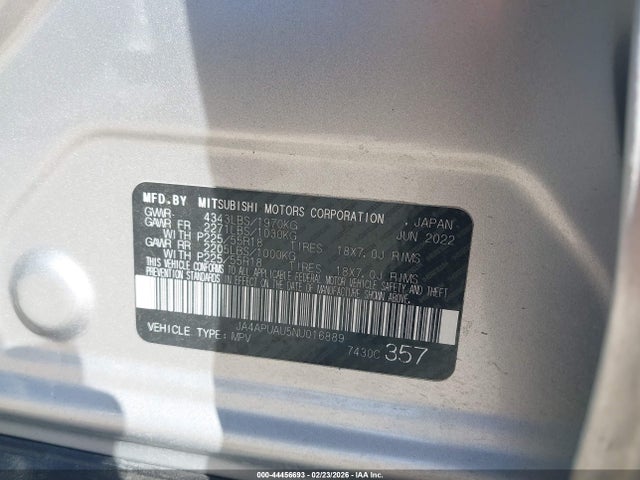 MFD.BY MITSUBISHI MOTORS CORPORATION , JAPAN
GVWR- 4343LBS/1970KG JUN 2022
GAWR FR 2271LBS/1030KG
WITH P225/55R18 TIRES 18X7.0J RIMS
GAWR RR 2205LBS/1000KG
WITH P225/55R18 TIRES 18X7.0J RIMS
THIS VEHICLE CONFORMS TO ALL APPLICABLE FEDERAL MOTOR VEHICLE SAFETY AND THEFT
PREVENTION STANDARDS IN EFFECT ON THE DATE OF MANUFACTURE SHOWN ABOVE.
JA4APUAU5NU016889
VEHICLE TYPE: MPV 7430C 357
000-44456693 - 02/23/2026 - IAAI, Inc.